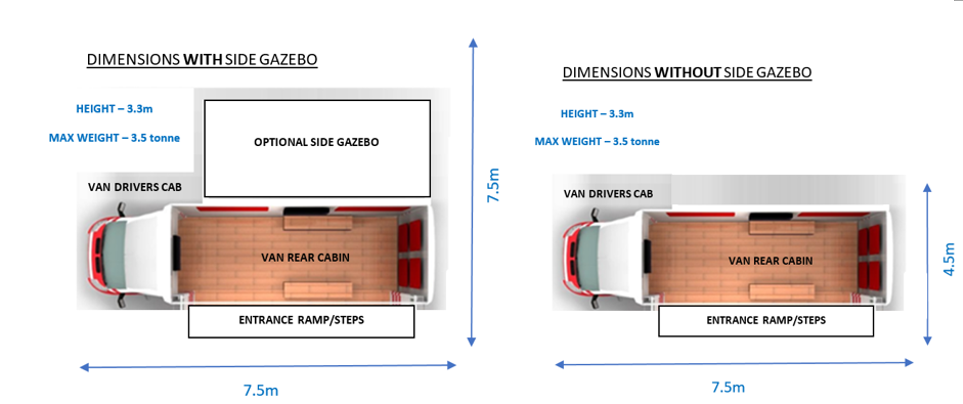 DIMENSIONS WITH SIDE GAZEBO
HEIGHT – 3.3m
MAX WEIGHT – 3.5 tonne
OPTIONAL SIDE GAZEBO
VAN DRIVERS CAB
VAN REAR CABIN
ENTRANCE RAMP/STEPS
7.5m
7.5m
DIMENSIONS WITHOUT SIDE GAZEBO
HEIGHT – 3.3m
MAX WEIGHT – 3.5 tonne
VAN DRIVERS CAB
VAN REAR CABIN
ENTRANCE RAMP/STEPS
4.5m
7.5m